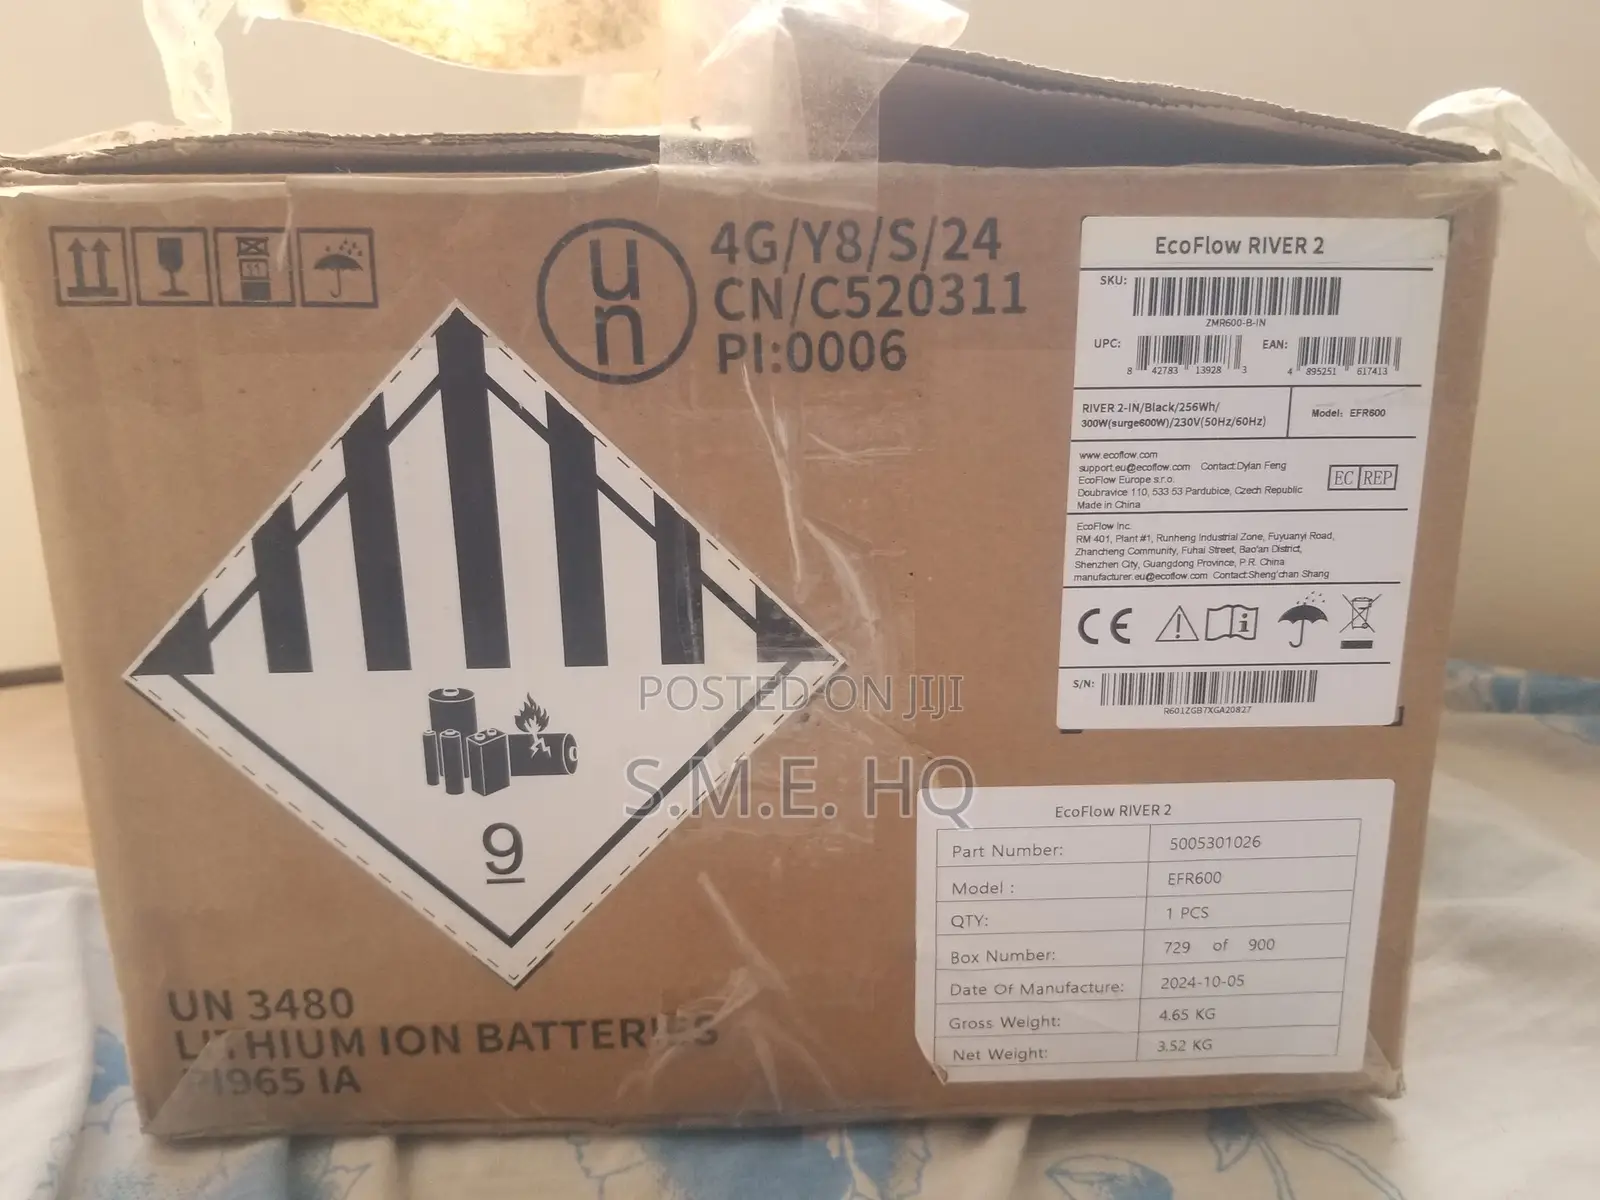 un
4G/Y8/S/24
CN/C520311
PI:0006
EcoFlow RIVER 2
SKU:
ZMR600-B-IN
UPC:
8 42783 13928 3
EAN:
4 895251 617413
RIVER 2-IN/Black/256Wh/
300W(surge600W)/230V(50Hz/60Hz)
Model: EFR600
www.ecoflow.com
support.eu@ecoflow.com Contact:Dylan Feng
EcoFlow Europe s.r.o.
Doubravice 110, 533 53 Pardubice, Czech Republic
Made in China
EC REP
EcoFlow Inc.
RM 401, Plant #1, Runheng Industrial Zone, Fuyuanyi Road,
Zhancheng Community, Fuhai Street, Bao'an District,
Shenzhen City, Guangdong Province, P.R. China
manufacturer.eu@ecoflow.com Contact:Sheng'chan Shang
CE
S/N:
R601ZGB7XGA20827
POSTED ON JIJI
S.M.E. HQ
9
EcoFlow RIVER 2
Part Number: 5005301026
Model : EFR600
QTY: 1 PCS
Box Number: 729 of 900
Date Of Manufacture: 2024-10-05
Gross Weight: 4.65 KG
Net Weight: 3.52 KG
UN 3480
LITHIUM ION BATTERIES
PI965 IA